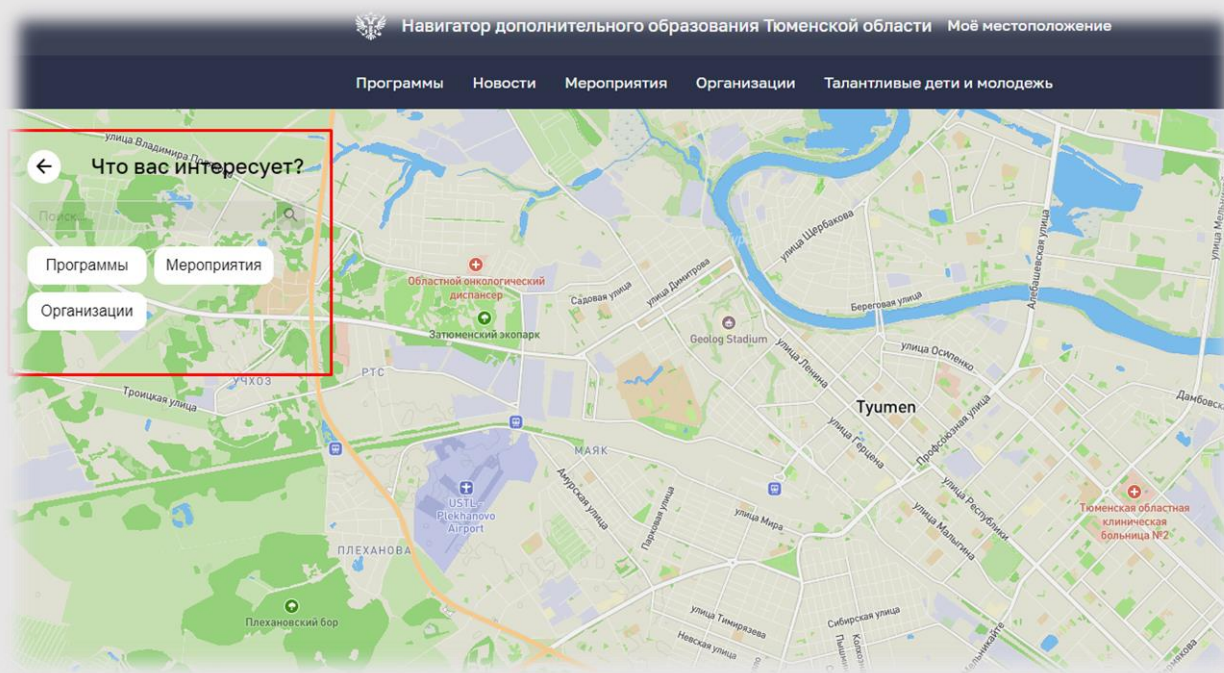 Навигатор дополнительного образования Тюменской области Моё местоположение
Программы Новости Мероприятия Организации Талантливые дети и молодежь
улица Владимира
Что вас интересует?
Поиск...
Программы Мероприятия
Организации
улица Щербакова
Алебашевская улица
Областной онкологический
диспансер
Садовая улица
улица Димитрова
Береговая улица
Затюменский экопарк
Geolog Stadium
улица Ленина
улица Осипенко
УЧХОЗ
РТС
Троицкая улица
Tyumen
Профсоюзная улица
улица Герцена
МАЯК
USTL–
Plekhanovo
Airport
Амурская улица
Парковая улица
улица Мира
улица Республики
улица Малыгина
Тюменская областная
клиническая
больница №2
ПЛЕХАНОВА
Плехановский бор
улица Тимирязева
Невская улица
Сибирская улица